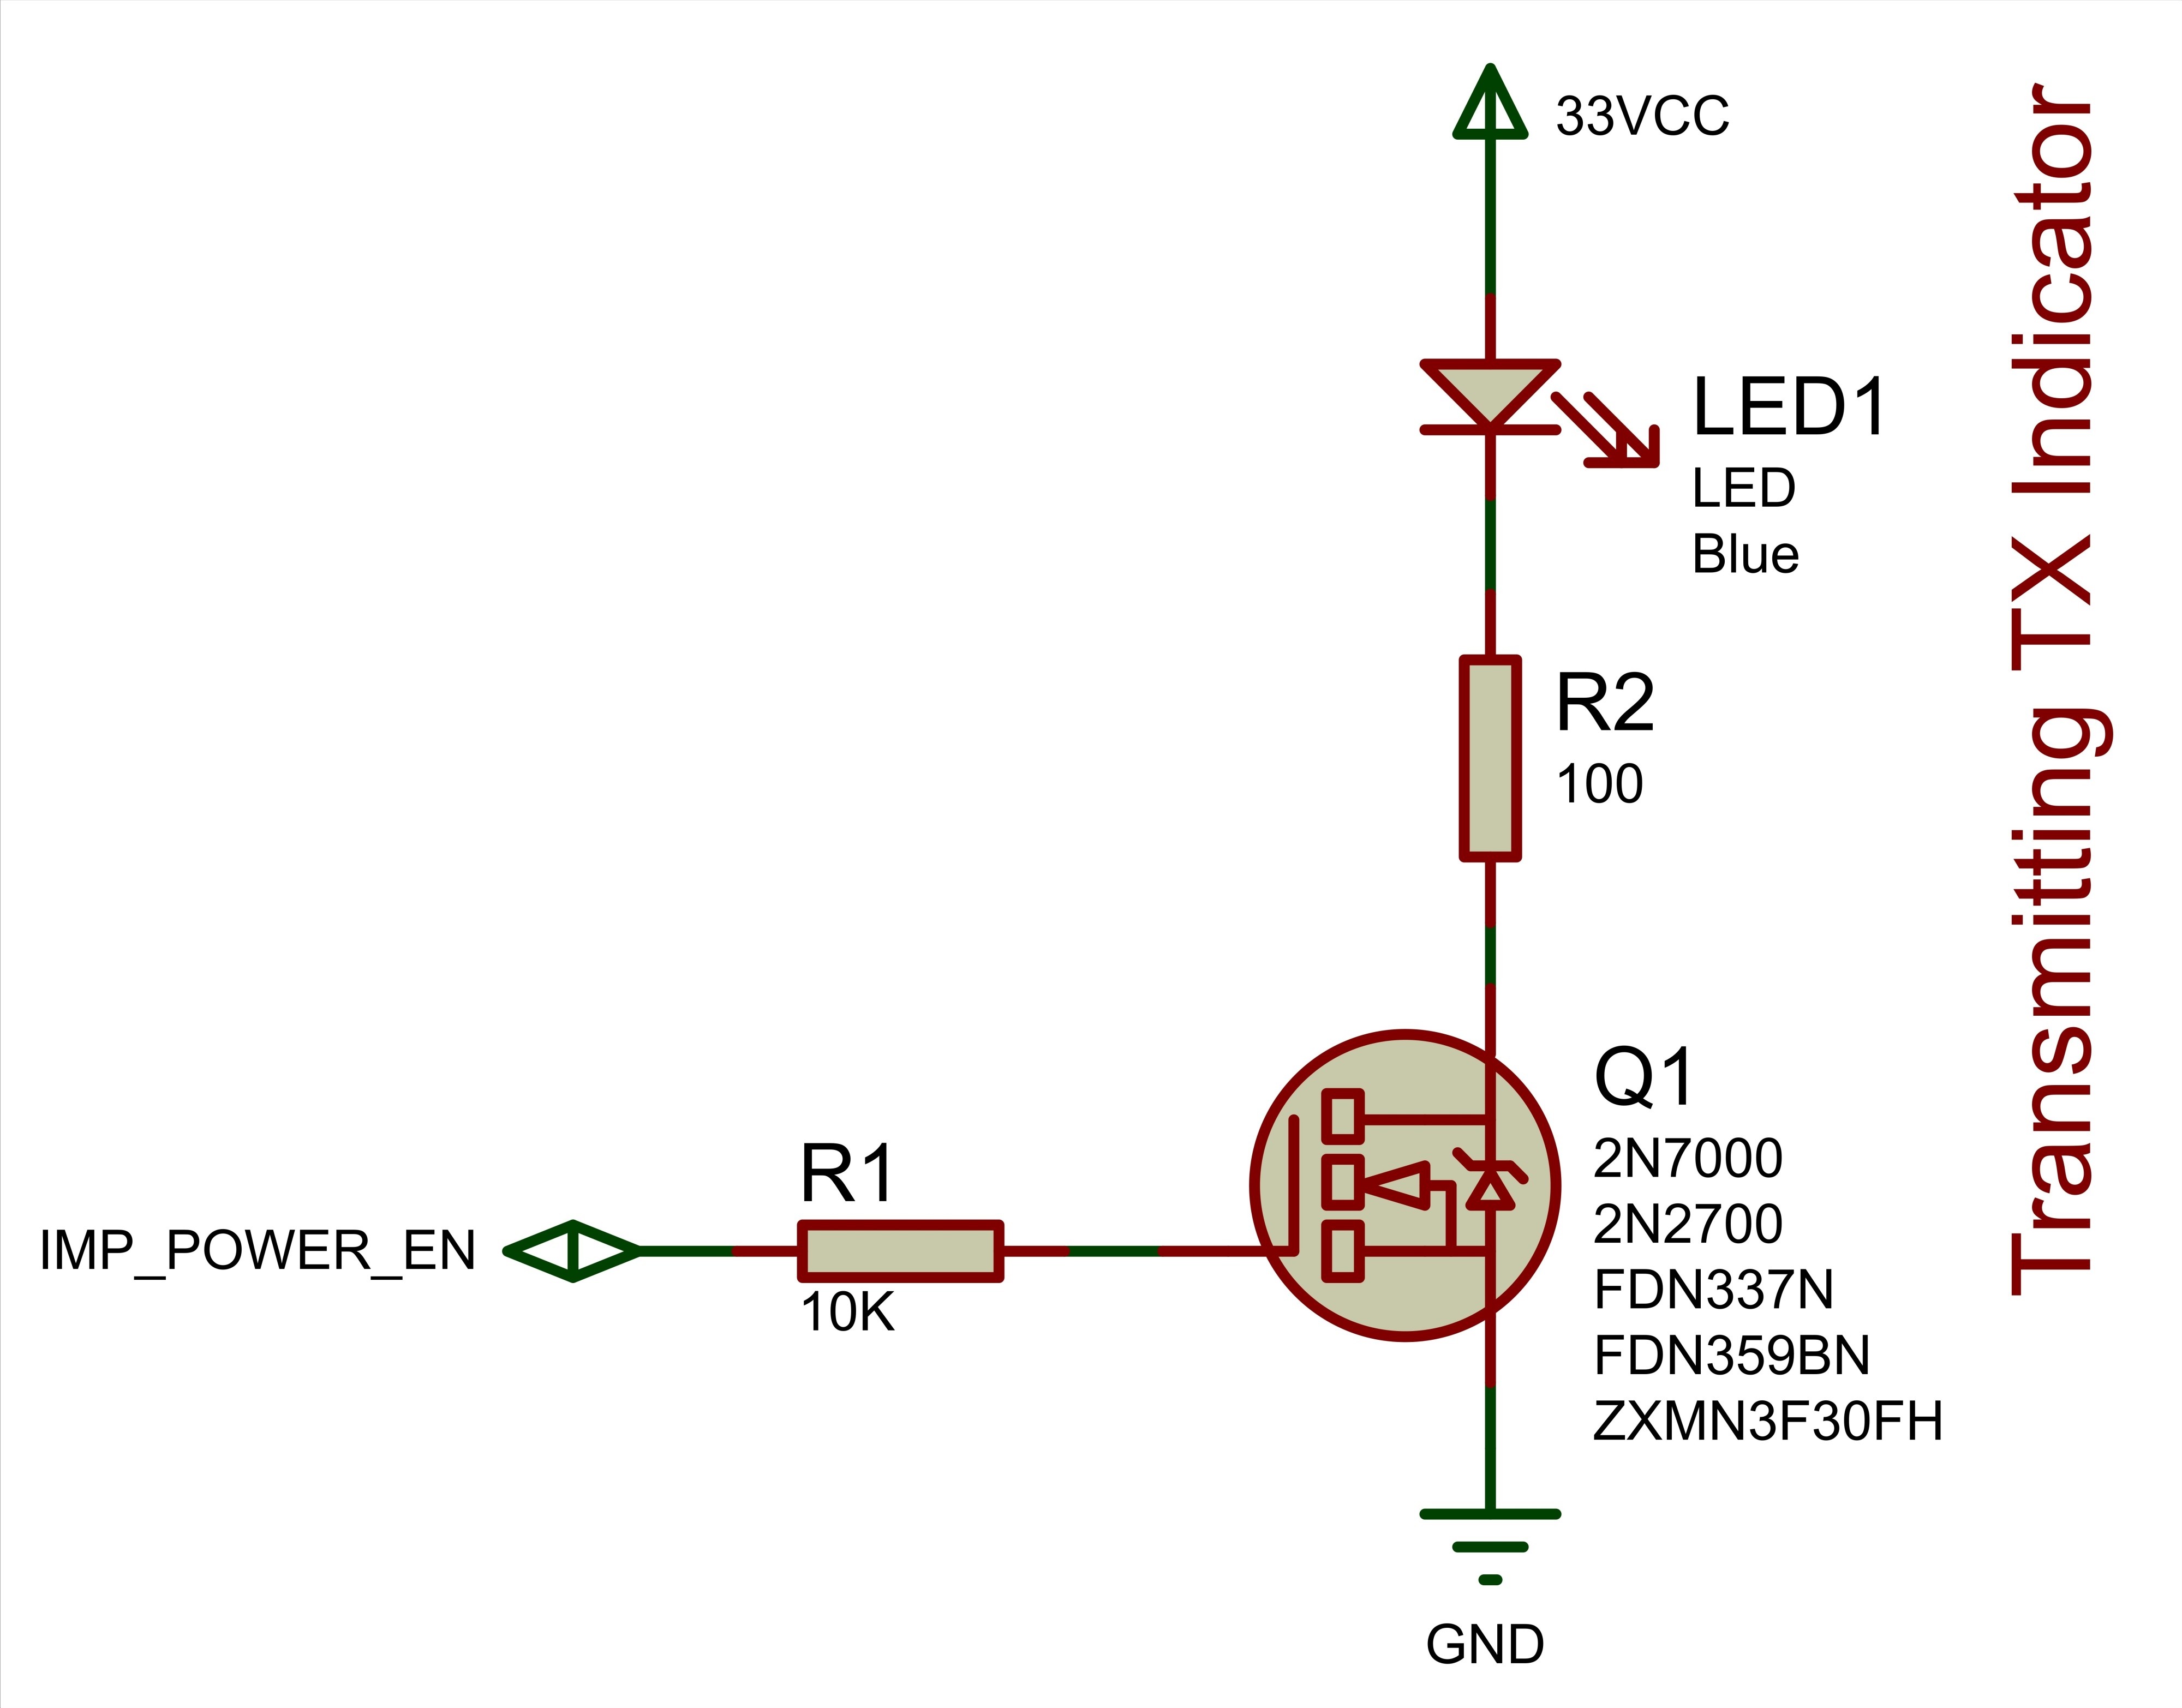 33VCC
LED1
LED
Blue
R2
100
Q1
2N7000
2N2700
FDN337N
FDN359BN
ZXMN3F30FH
R1
10K
IMP_POWER_EN
GND
Transmitting TX Indicator